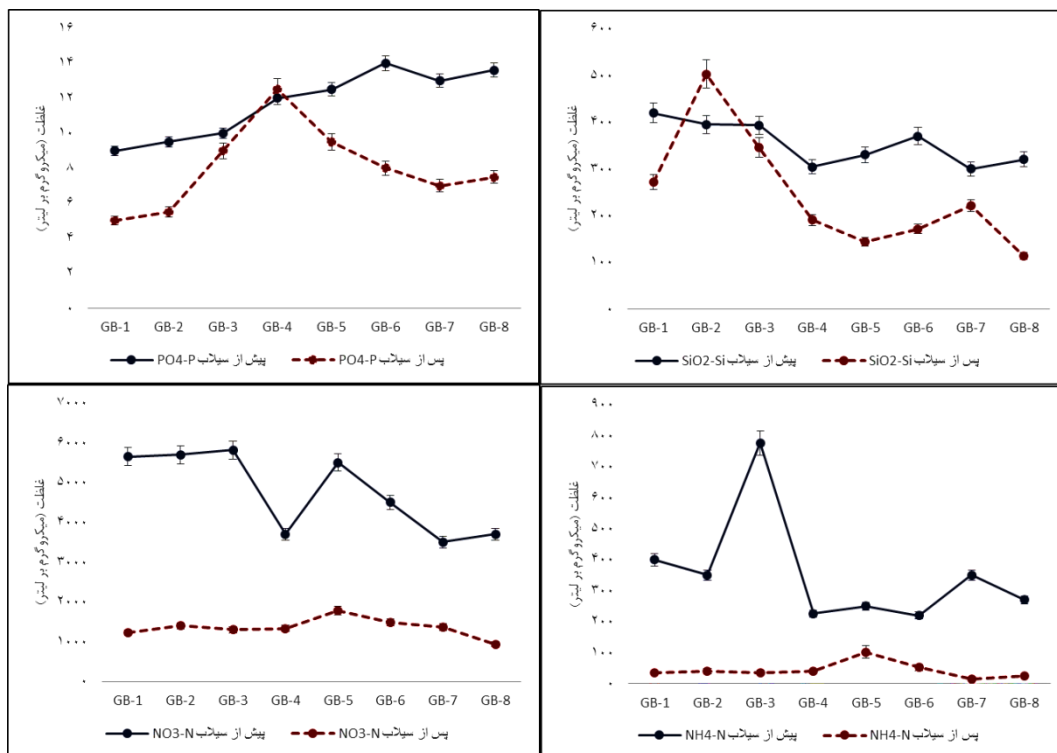 ۱۶
۱۴
۱۲
۱۰
۸
۶
۴
۲
۰
غلظت (میکروگرم بر لیتر)
GB-1 GB-2 GB-3 GB-4 GB-5 GB-6 GB-7 GB-8
PO4-P پیش از سیلاب PO4-P پس از سیلاب
۶۰۰
۵۰۰
۴۰۰
۳۰۰
۲۰۰
۱۰۰
۰
غلظت (میکروگرم بر لیتر)
GB-1 GB-2 GB-3 GB-4 GB-5 GB-6 GB-7 GB-8
SiO2-Si پیش از سیلاب SiO2-Si پس از سیلاب
۷۰۰۰
۶۰۰۰
۵۰۰۰
۴۰۰۰
۳۰۰۰
۲۰۰۰
۱۰۰۰
۰
غلظت (میکروگرم بر لیتر)
GB-1 GB-2 GB-3 GB-4 GB-5 GB-6 GB-7 GB-8
NO3-N پیش از سیلاب NO3-N پس از سیلاب
۹۰۰
۸۰۰
۷۰۰
۶۰۰
۵۰۰
۴۰۰
۳۰۰
۲۰۰
۱۰۰
۰
غلظت (میکروگرم بر لیتر)
GB-1 GB-2 GB-3 GB-4 GB-5 GB-6 GB-7 GB-8
NH4-N پیش از سیلاب NH4-N پس از سیلاب